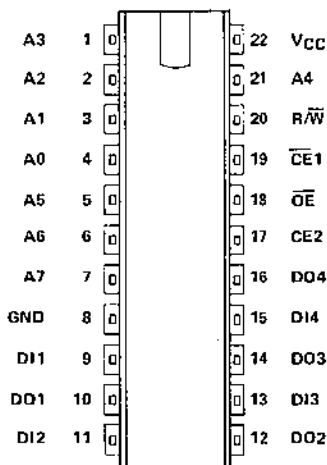 A3 1 22 VCC
A2 2 21 A4
A1 3 20 R/W̅
A0 4 19 C̅E̅1
A5 5 18 O̅E̅
A6 6 17 CE2
A7 7 16 DO4
GND 8 15 DI4
DI1 9 14 DO3
DO1 10 13 DI3
DI2 11 12 DO2